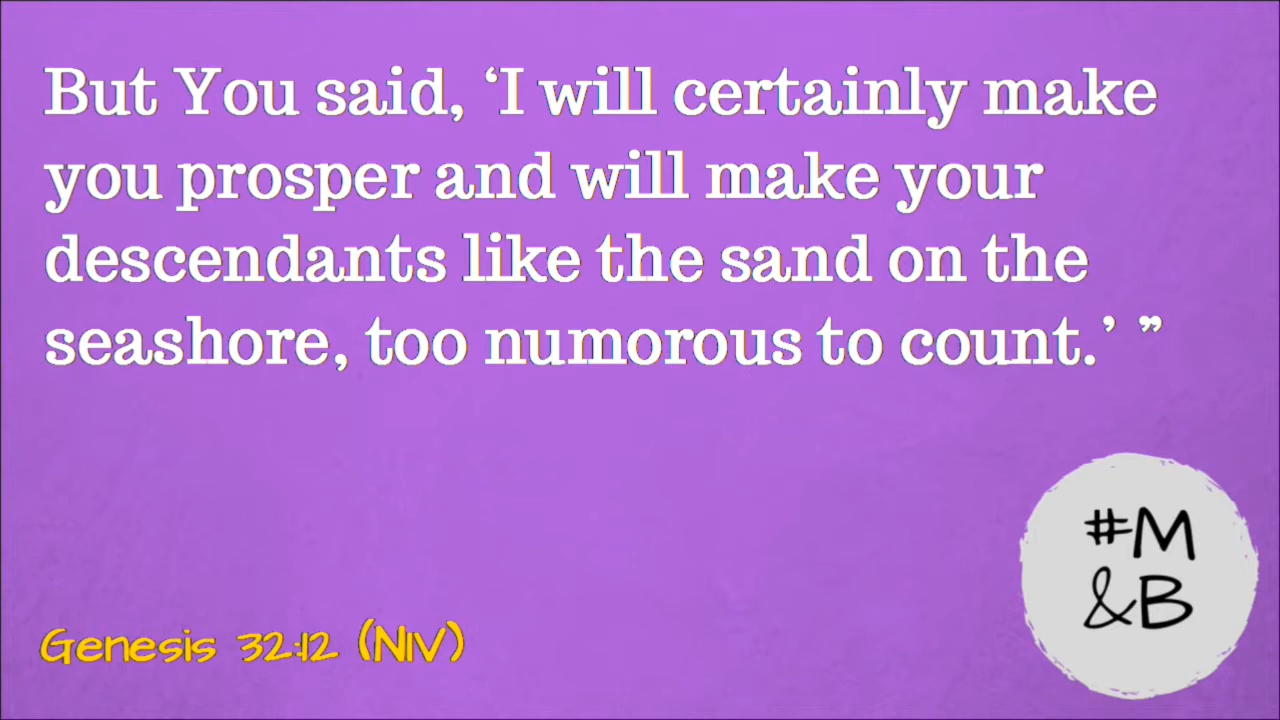 But You said, ‘I will certainly make
you prosper and will make your
descendants like the sand on the
seashore, too numorous to count.’ ”
#M
&B
Genesis 32:12 (NIV)